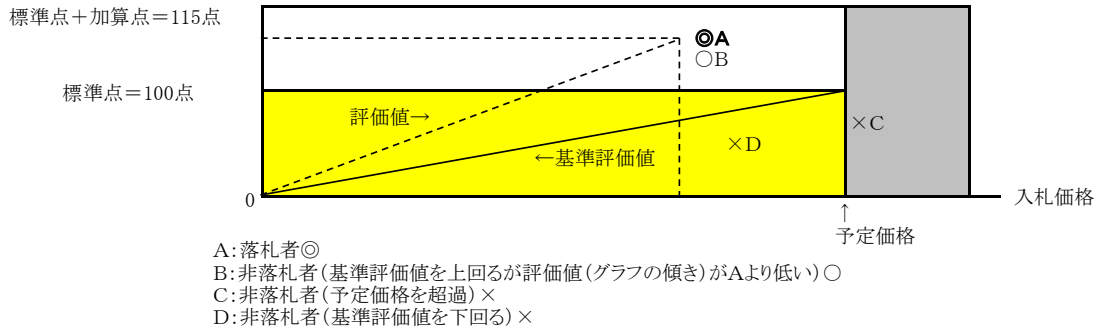 標準点+加算点=115点
◎A
○B
標準点=100点
評価値→
×C
×D
←基準評価値
0
入札価格
↑
予定価格
A:落札者◎
B:非落札者(基準評価値を上回るが評価値(グラフの傾き)がAより低い)○
C:非落札者(予定価格を超過)×
D:非落札者(基準評価値を下回る)×